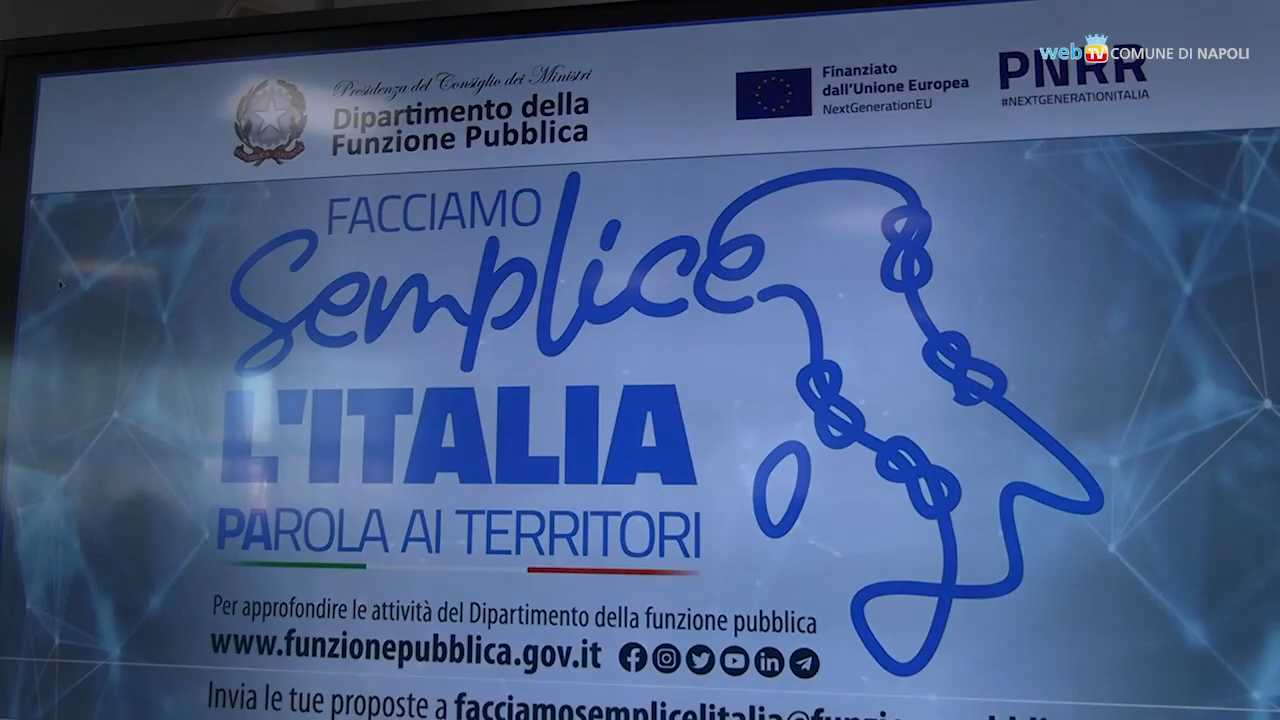 web TV COMUNE DI NAPOLI
Presidenza del Consiglio dei Ministri
Dipartimento della
Funzione Pubblica
Finanziato
dall'Unione Europea
NextGenerationEU
PNRR
#NEXTGENERATIONITALIA
FACCIAMO
semplice
L'ITALIA
PAROLA AI TERRITORI
Per approfondire le attività del Dipartimento della funzione pubblica
www.funzionepubblica.gov.it
Invia le tue proposte a